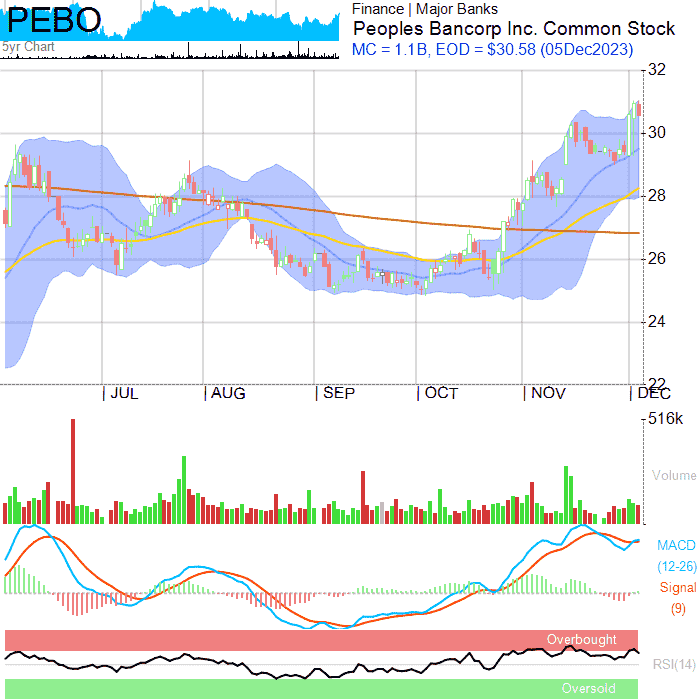 PEBO
5yr Chart
Finance | Major Banks
Peoples Bancorp Inc. Common Stock
MC = 1.1B, EOD = $30.58 (05Dec2023)
32
30
28
26
24
22
JUL AUG SEP OCT NOV DEC
516k
Volume
MACD
(12-26)
Signal
(9)
Overbought
RSI(14)
Oversold